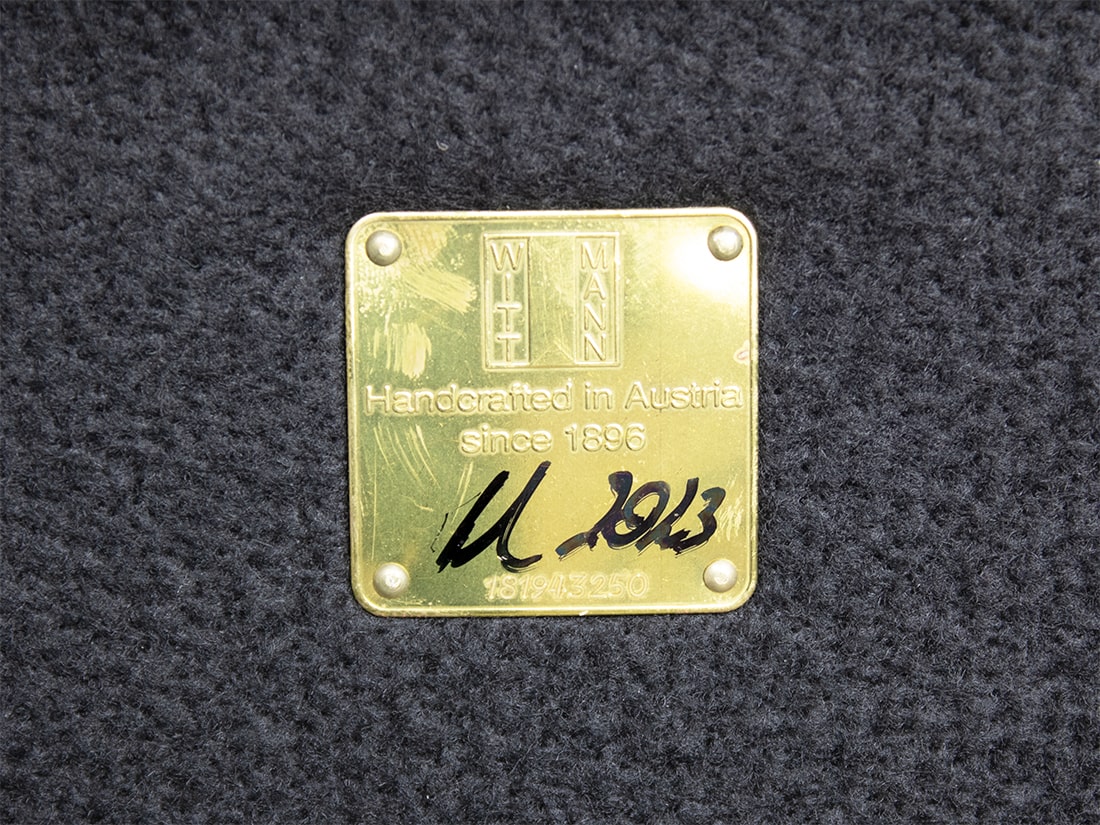 WITT MANN
Handcrafted in Austria
since 1896
2013
181943250